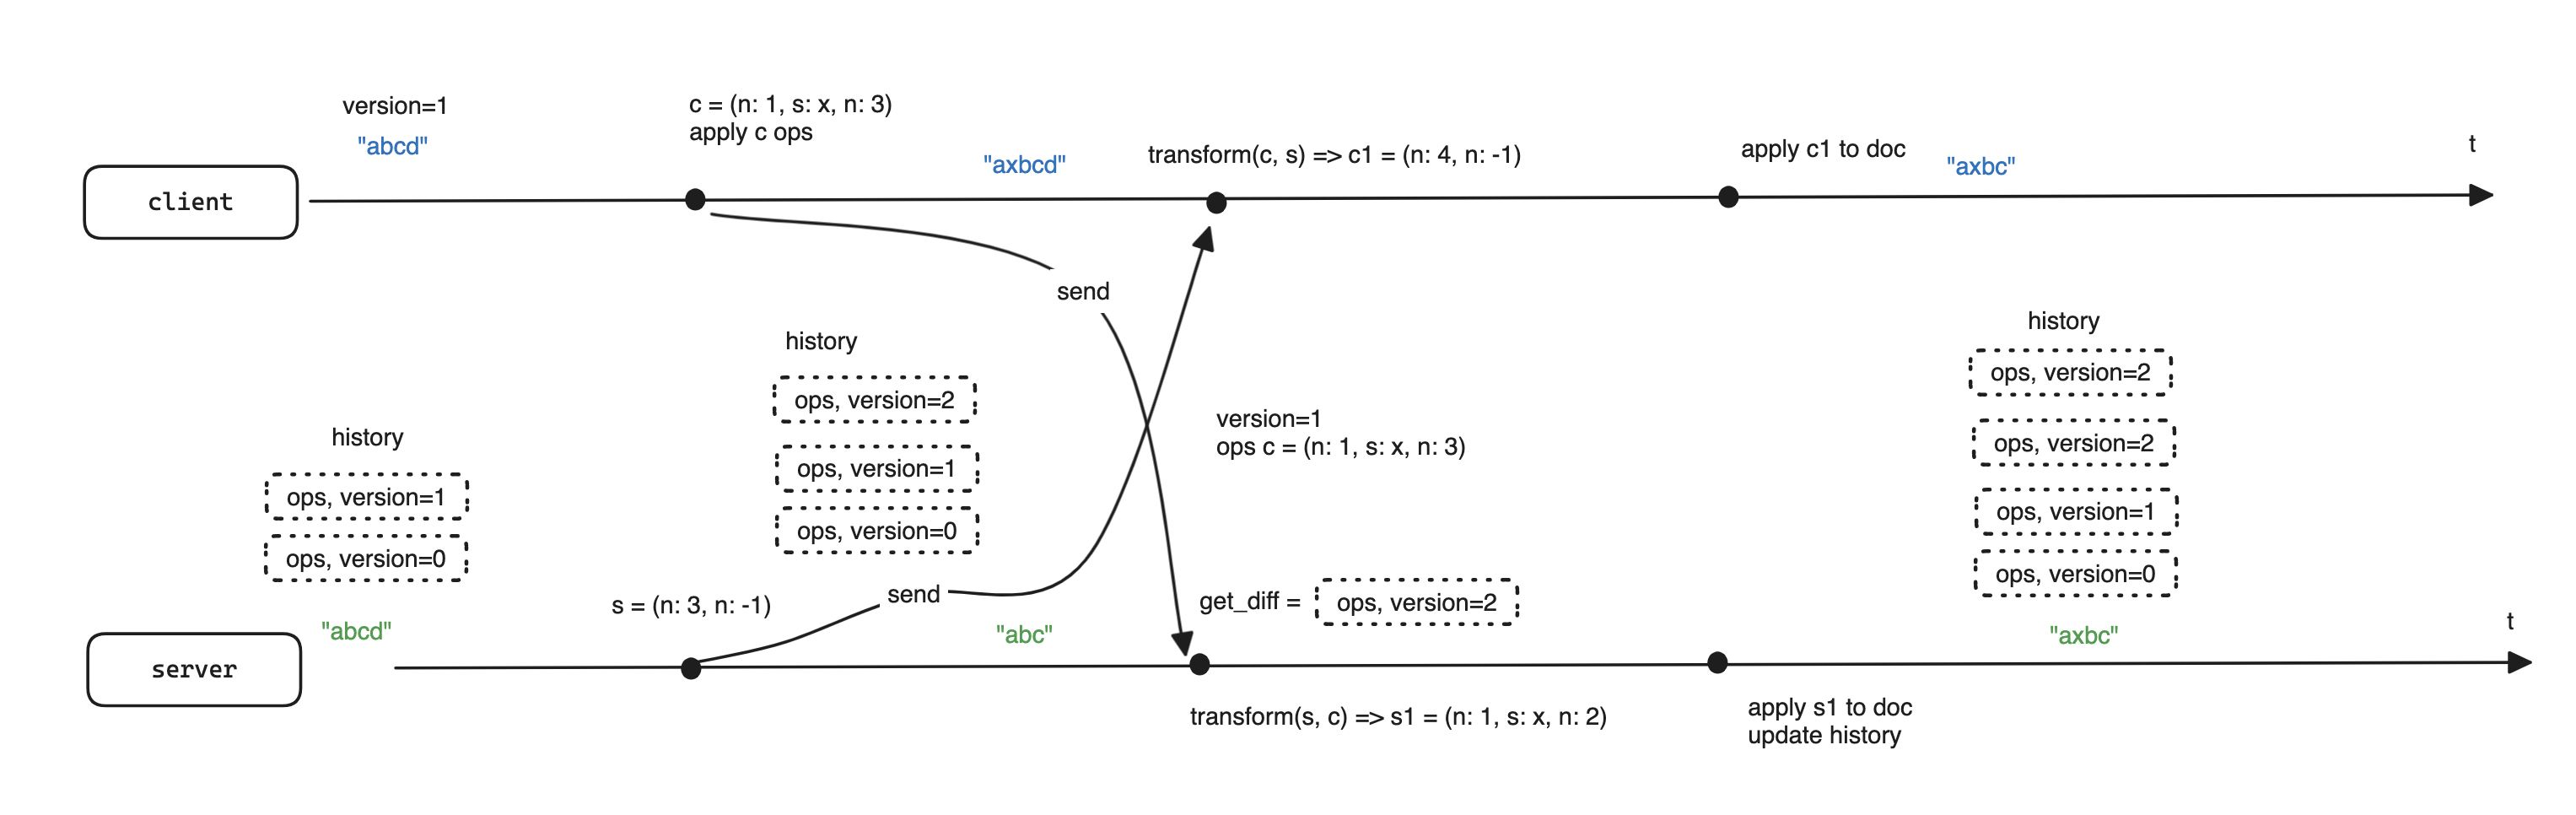 version=1
"abcd"
client
c = (n: 1, s: x, n: 3)
apply c ops
"axbcd"
transform(c, s) => c1 = (n: 4, n: -1)
apply c1 to doc
"axbc"
t
send
history
ops, version=1
ops, version=0
"abcd"
server
s = (n: 3, n: -1)
history
ops, version=2
ops, version=1
ops, version=0
send
"abc"
version=1
ops c = (n: 1, s: x, n: 3)
get_diff =
ops, version=2
transform(s, c) => s1 = (n: 1, s: x, n: 2)
apply s1 to doc
update history
history
ops, version=2
ops, version=2
ops, version=1
ops, version=0
"axbc"
t